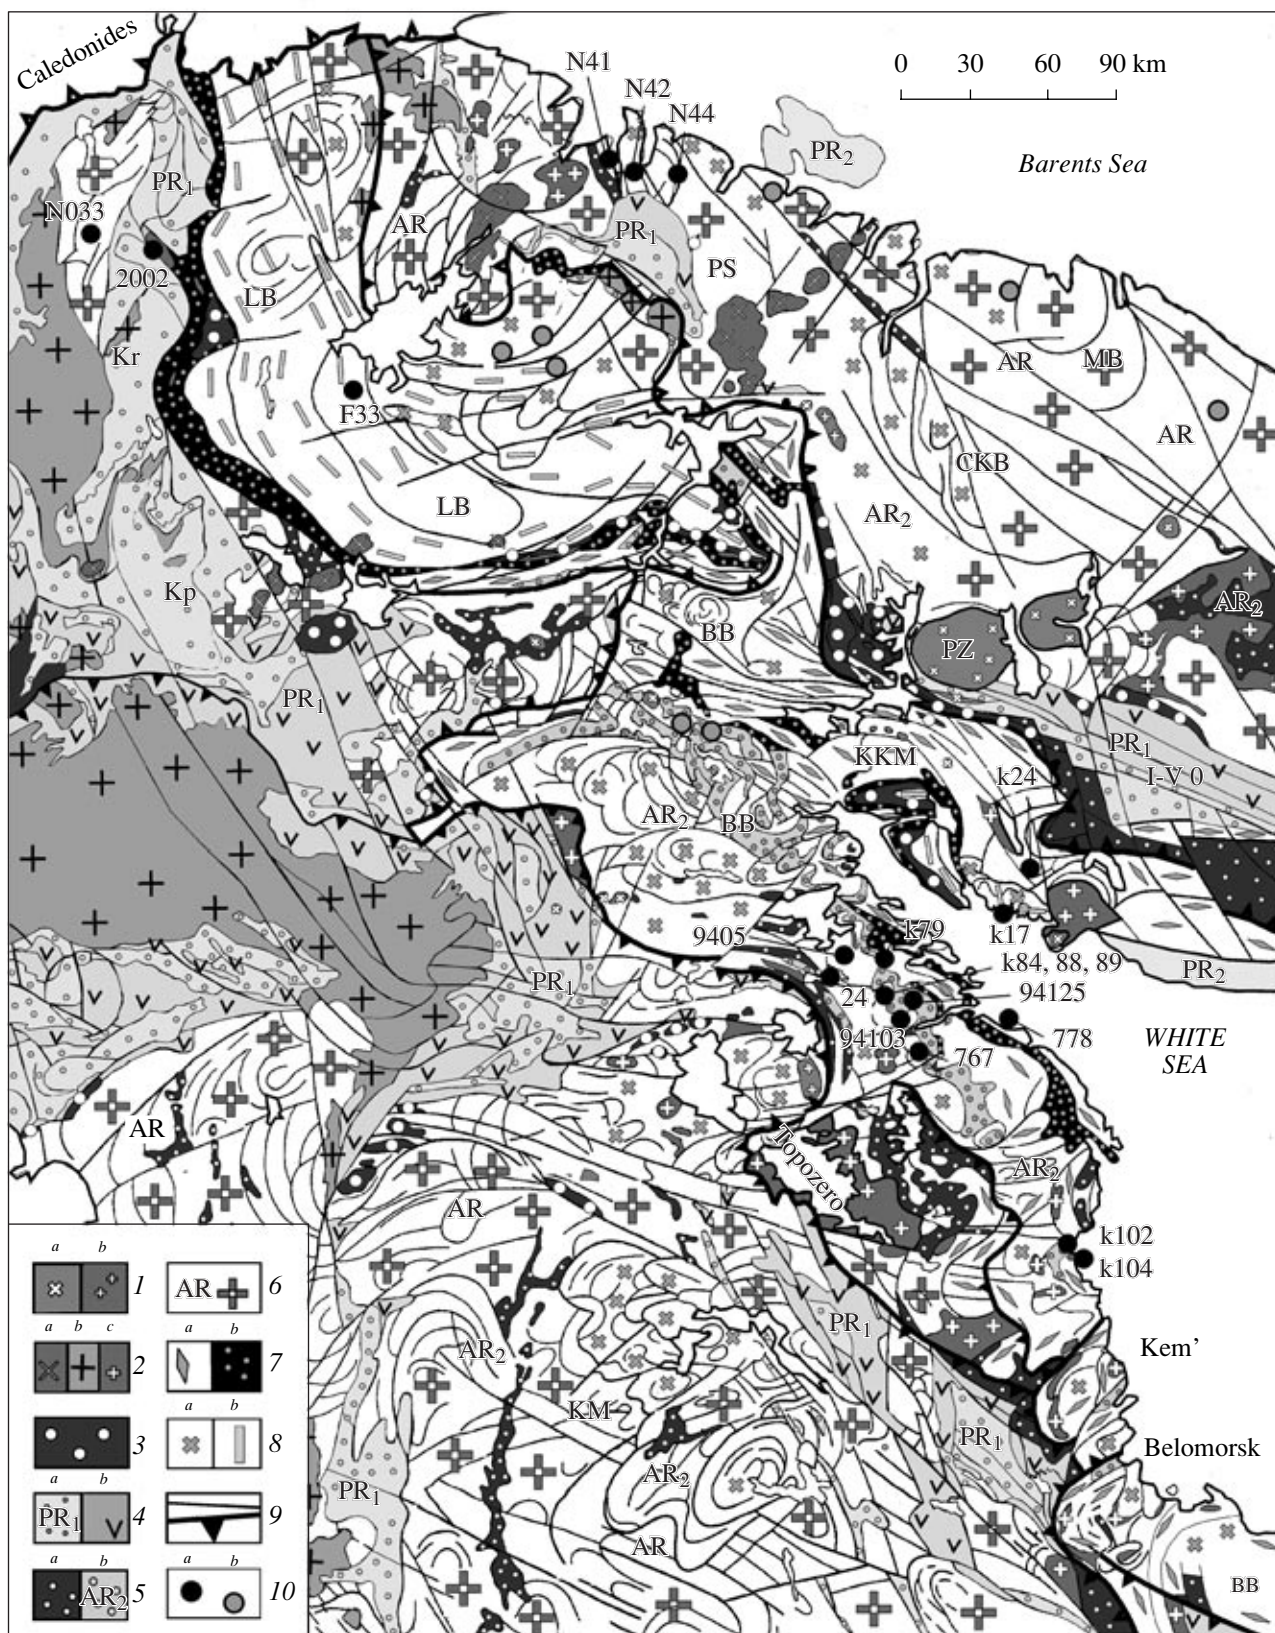 Caledonides
N41
N42
N44
0 30 60 90 km
PR2
Barents Sea
PR1
N033
2002
AR
PR1
PS
LB
Kr
F33
AR
MB
AR
CKB
LB
AR2
Kp
AR2
BB
PZ
PR1
PR1
I-V 0
KKM
k24
AR2
BB
9405
k79
k17
k84, 88, 89
PR2
PR1
24
94125
94103
778
767
WHITE
SEA
AR
Topozero
AR2
AR
k102
k104
PR1
Kem'
AR2
KM
PR1
Belomorsk
AR2
PR1
AR
BB
a b
1
AR 6
a b c
2
a b
7
3
a b
8
a b
PR1 4
9
a b
AR2 5
a b
10